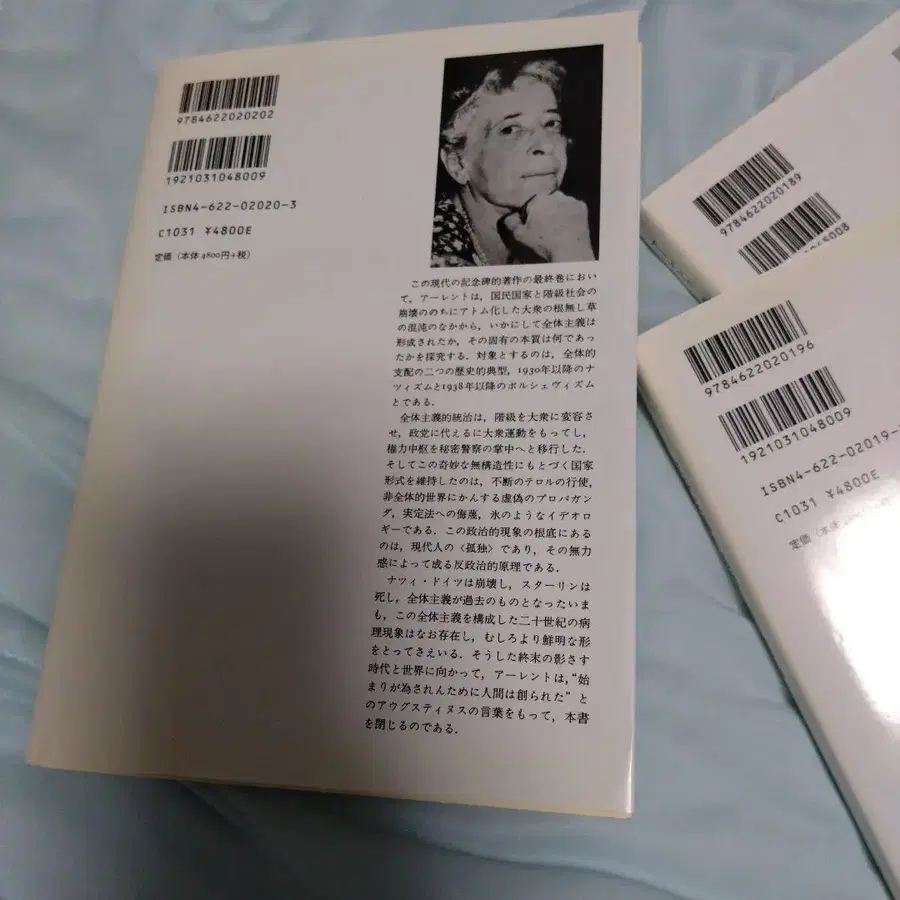 9784622020202
1921031048009
ISBN4-622-02020-3
C1031 ¥4800E
定価（本体 4800円+税）
この現代の記念碑的著作の最終巻におい
て，アーレントは，国民国家と階級社会の
崩壊ののちにアトム化した大衆の根無し草
の混沌のなかから，いかにして全体主義は
形成されたか，その固有の本質は何であっ
たかを探究する．対象とするのは，全体的
支配の二つの歴史的典型，1930年以降のナ
ツィズムと1938年以降のボルシェヴィズム
とである．
全体主義的統治は，階級を大衆に変容さ
せ，政党に代えるに大衆運動をもってし，
権力中枢を秘密警察の掌中へと移行した．
そしてこの奇妙な無構造性にもとづく国家
形式を維持したのは，不断のテロルの行使，
非全体的世界にかんする虚偽のプロパガン
ダ，実定法への侮蔑，氷のようなイデオロ
ギーである．この政治的現象の根底にある
のは，現代人の〈孤独〉であり，その無力
感によって成る反政治的原理である．
ナツィ・ドイツは崩壊し，スターリンは
死し，全体主義が過去のものとなったいま
も，この全体主義を構成した二十世紀の病
理現象はなお存在し，むしろより鮮明な形
をとってさえいる．そうした終末の影さす
時代と世界に向かって，アーレントは，“始
まりが為されんために人間は創られた”と
のアウグスティヌスの言葉をもって，本書
を閉じるのである．
9784622020189
9784622020196
1921031048009
ISBN4-622-02019-
C1031 ¥4800E
定価（本体